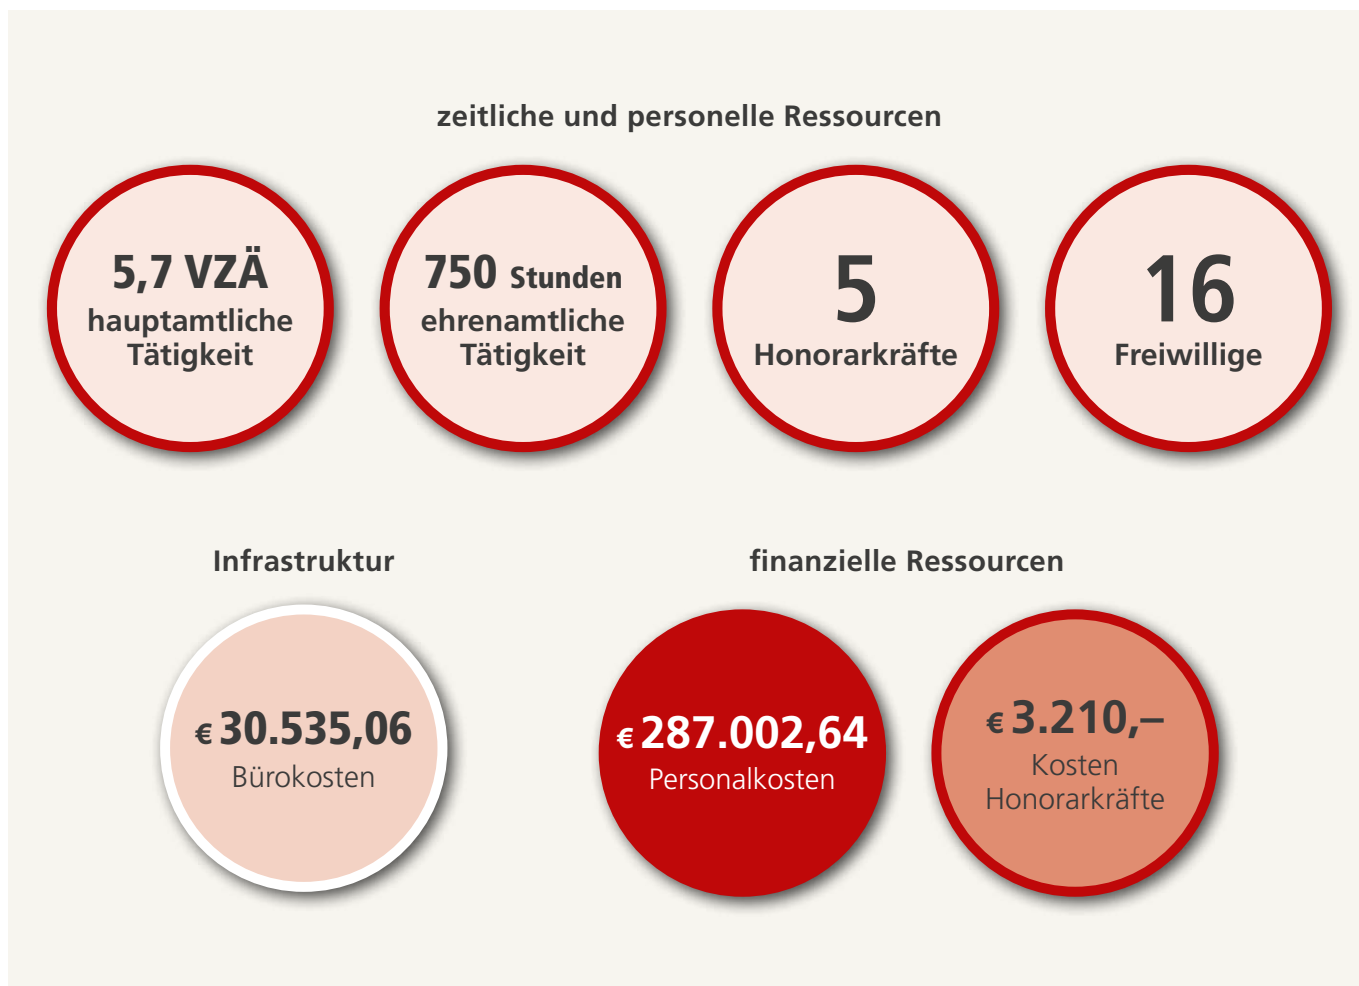 zeitliche und personelle Ressourcen
5,7 VZÄ
hauptamtliche
Tätigkeit
750 Stunden
ehrenamtliche
Tätigkeit
5
Honorarkräfte
16
Freiwillige
Infrastruktur
€ 30.535,06
Bürokosten
finanzielle Ressourcen
€ 287.002,64
Personalkosten
€ 3.210,–
Kosten
Honorarkräfte